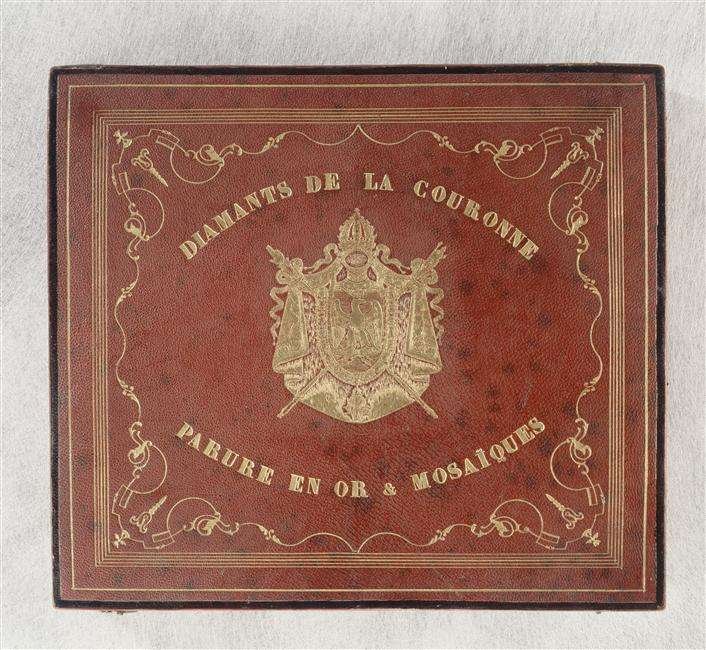 DIAMANTS DE LA COURONNE
PARURE EN OR & MOSAÏQUES